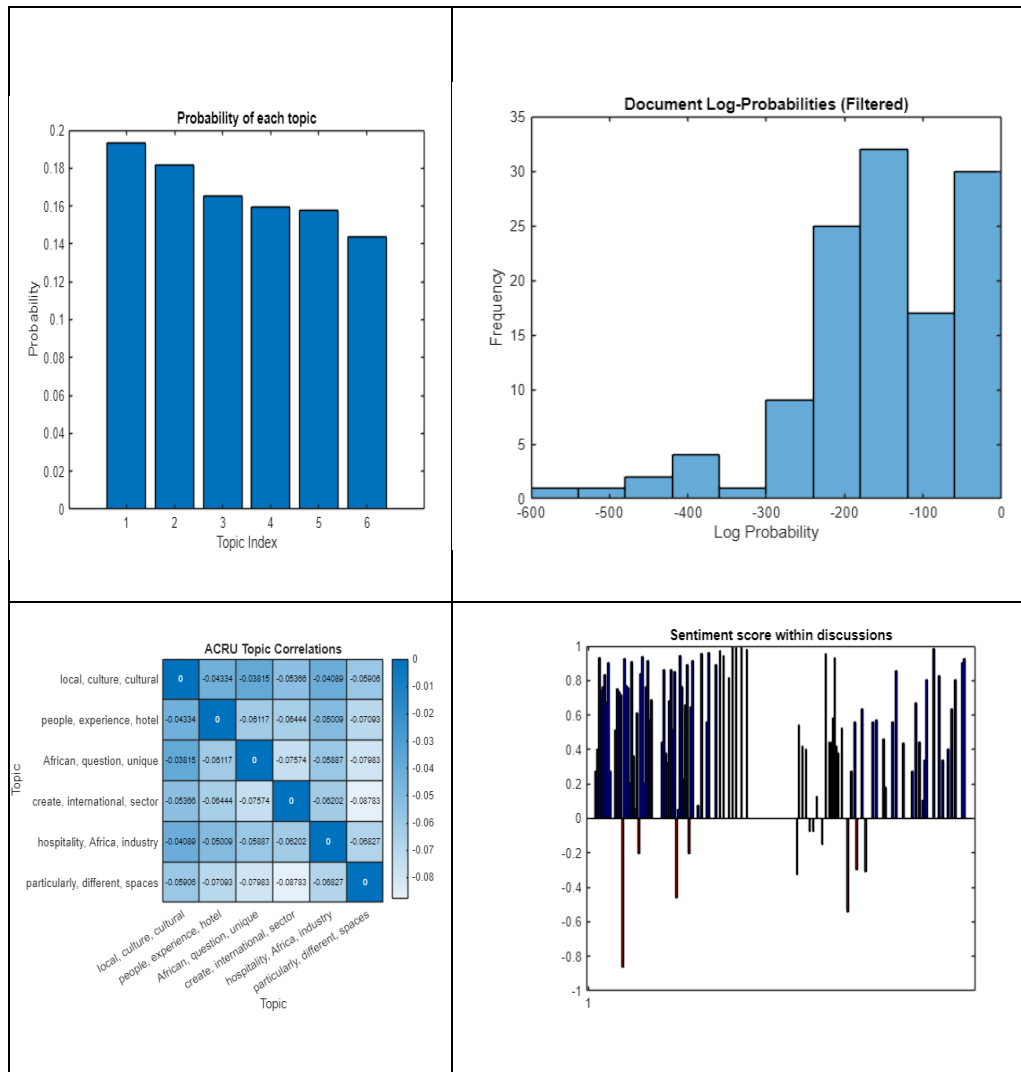 Probability of each topic
0.2
0.18
0.16
0.14
0.12
0.1
0.08
0.06
0.04
0.02
0
Probability
1 2 3 4 5 6
Topic Index
Document Log-Probabilities (Filtered)
35
30
25
20
15
10
5
0
Frequency
-600 -500 -400 -300 -200 -100 0
Log Probability
ACRU Topic Correlations
Topic
local, culture, cultural 0 -0.04334 -0.03815 -0.05366 -0.04089 -0.05906
people, experience, hotel -0.04334 0 -0.06117 -0.06444 -0.05009 -0.07093
African, question, unique -0.03815 -0.06117 0 -0.07574 -0.05887 -0.07983
create, international, sector -0.05366 -0.06444 -0.07574 0 -0.06202 -0.08783
hospitality, Africa, industry -0.04089 -0.05009 -0.05887 -0.06202 0 -0.06827
particularly, different, spaces -0.05906 -0.07093 -0.07983 -0.08783 -0.06827 0
local, culture, cultural
people, experience, hotel
African, question, unique
create, international, sector
hospitality, Africa, industry
particularly, different, spaces
Topic
0
-0.01
-0.02
-0.03
-0.04
-0.05
-0.06
-0.07
-0.08
Sentiment score within discussions
1
0.8
0.6
0.4
0.2
0
-0.2
-0.4
-0.6
-0.8
-1
1